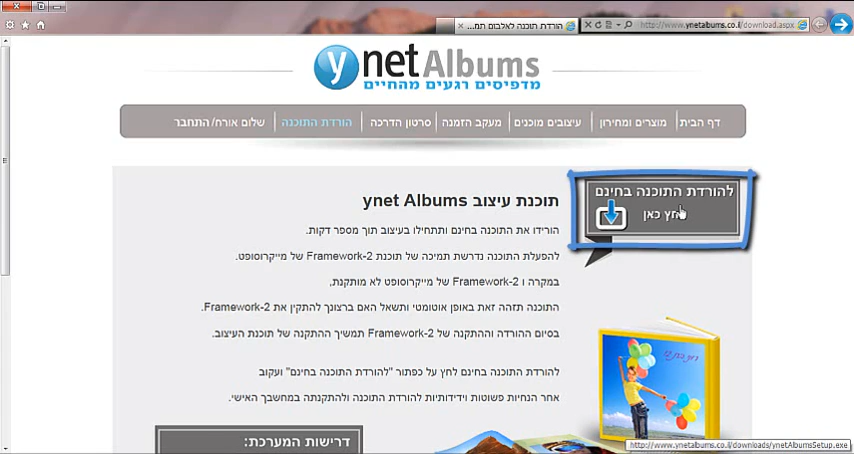 הורדת תוכנה לאלבום תמ...
http://www.ynetalbums.co.il/download.aspx
ynet Albums
מדפיסים רגעים מהחיים
דף הבית
מוצרים ומחירון
עיצובים מוכנים
מעקב הזמנה
סרטון הדרכה
הורדת התוכנה
שלום אורח/ התחבר
להורדת התוכנה בחינם
לחץ כאן
תוכנת עיצוב ynet Albums
הורידו את התוכנה בחינם ותתחילו בעיצוב תוך מספר דקות.
להפעלת התוכנה נדרשת תמיכה של תוכנת Framework-2 של מייקרוסופט.
במקרה ו Framework-2 של מייקרוסופט לא מותקנת,
התוכנה תזהה זאת באופן אוטומטי ותשאל האם ברצונך להתקין את Framework-2.
בסיום ההורדה וההתקנה של Framework-2 תמשיך ההתקנה של תוכנת העיצוב.
להורדת התוכנה בחינם לחץ על כפתור "להורדת התוכנה בחינם" ועקוב
אחר הנחיות פשוטות וידידותיות להורדת התוכנה ולהתקנתה במחשבך האישי.
דרישות המערכת:
http://www.ynetalbums.co.il/downloads/ynetAlbumsSetup.exe